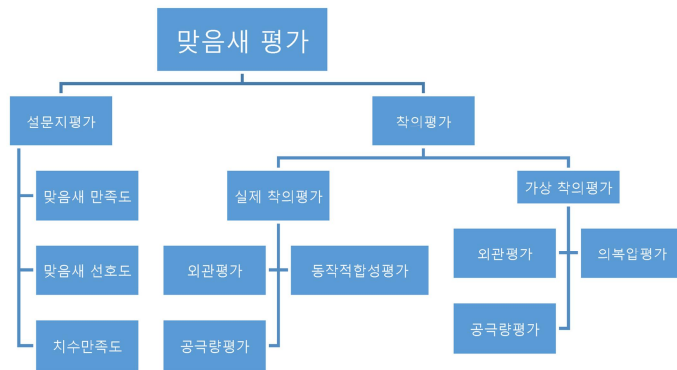 맞음새 평가
설문지평가
착이평가
맞음새 만족도
실제 착의평가
가상 착의평가
맞음새 선호도
외관평가
동작적합성평가
외관평가
의복압평가
치수만족도
공극량평가
공극량평가